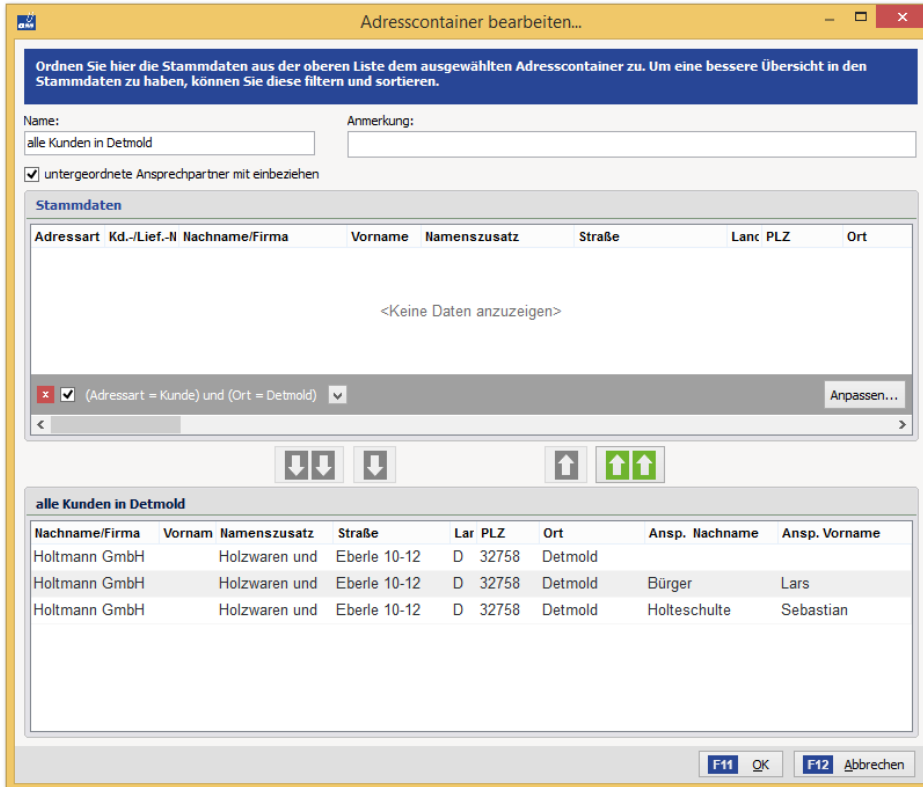 Adresscontainer bearbeiten...
Ordnen Sie hier die Stammdaten aus der oberen Liste dem ausgewählten Adresscontainer zu. Um eine bessere Übersicht in den
Stammdaten zu haben, können Sie diese filtern und sortieren.
Name: Anmerkung:
alle Kunden in Detmold
untergeordnete Ansprechpartner mit einbeziehen
Stammdaten
Adressart Kd.-/Lief.-N Nachname/Firma Vorname Namenszusatz Straße Land PLZ Ort
<Keine Daten anzuzeigen>
x (Adressart = Kunde) und (Ort = Detmold) Anpassen...
alle Kunden in Detmold
Nachname/Firma Vornam Namenszusatz Straße Lar PLZ Ort Ansp. Nachname Ansp. Vorname
Holtmann GmbH Holzwaren und Eberle 10-12 D 32758 Detmold
Holtmann GmbH Holzwaren und Eberle 10-12 D 32758 Detmold Bürger Lars
Holtmann GmbH Holzwaren und Eberle 10-12 D 32758 Detmold Holteschulte Sebastian
F11 OK F12 Abbrechen